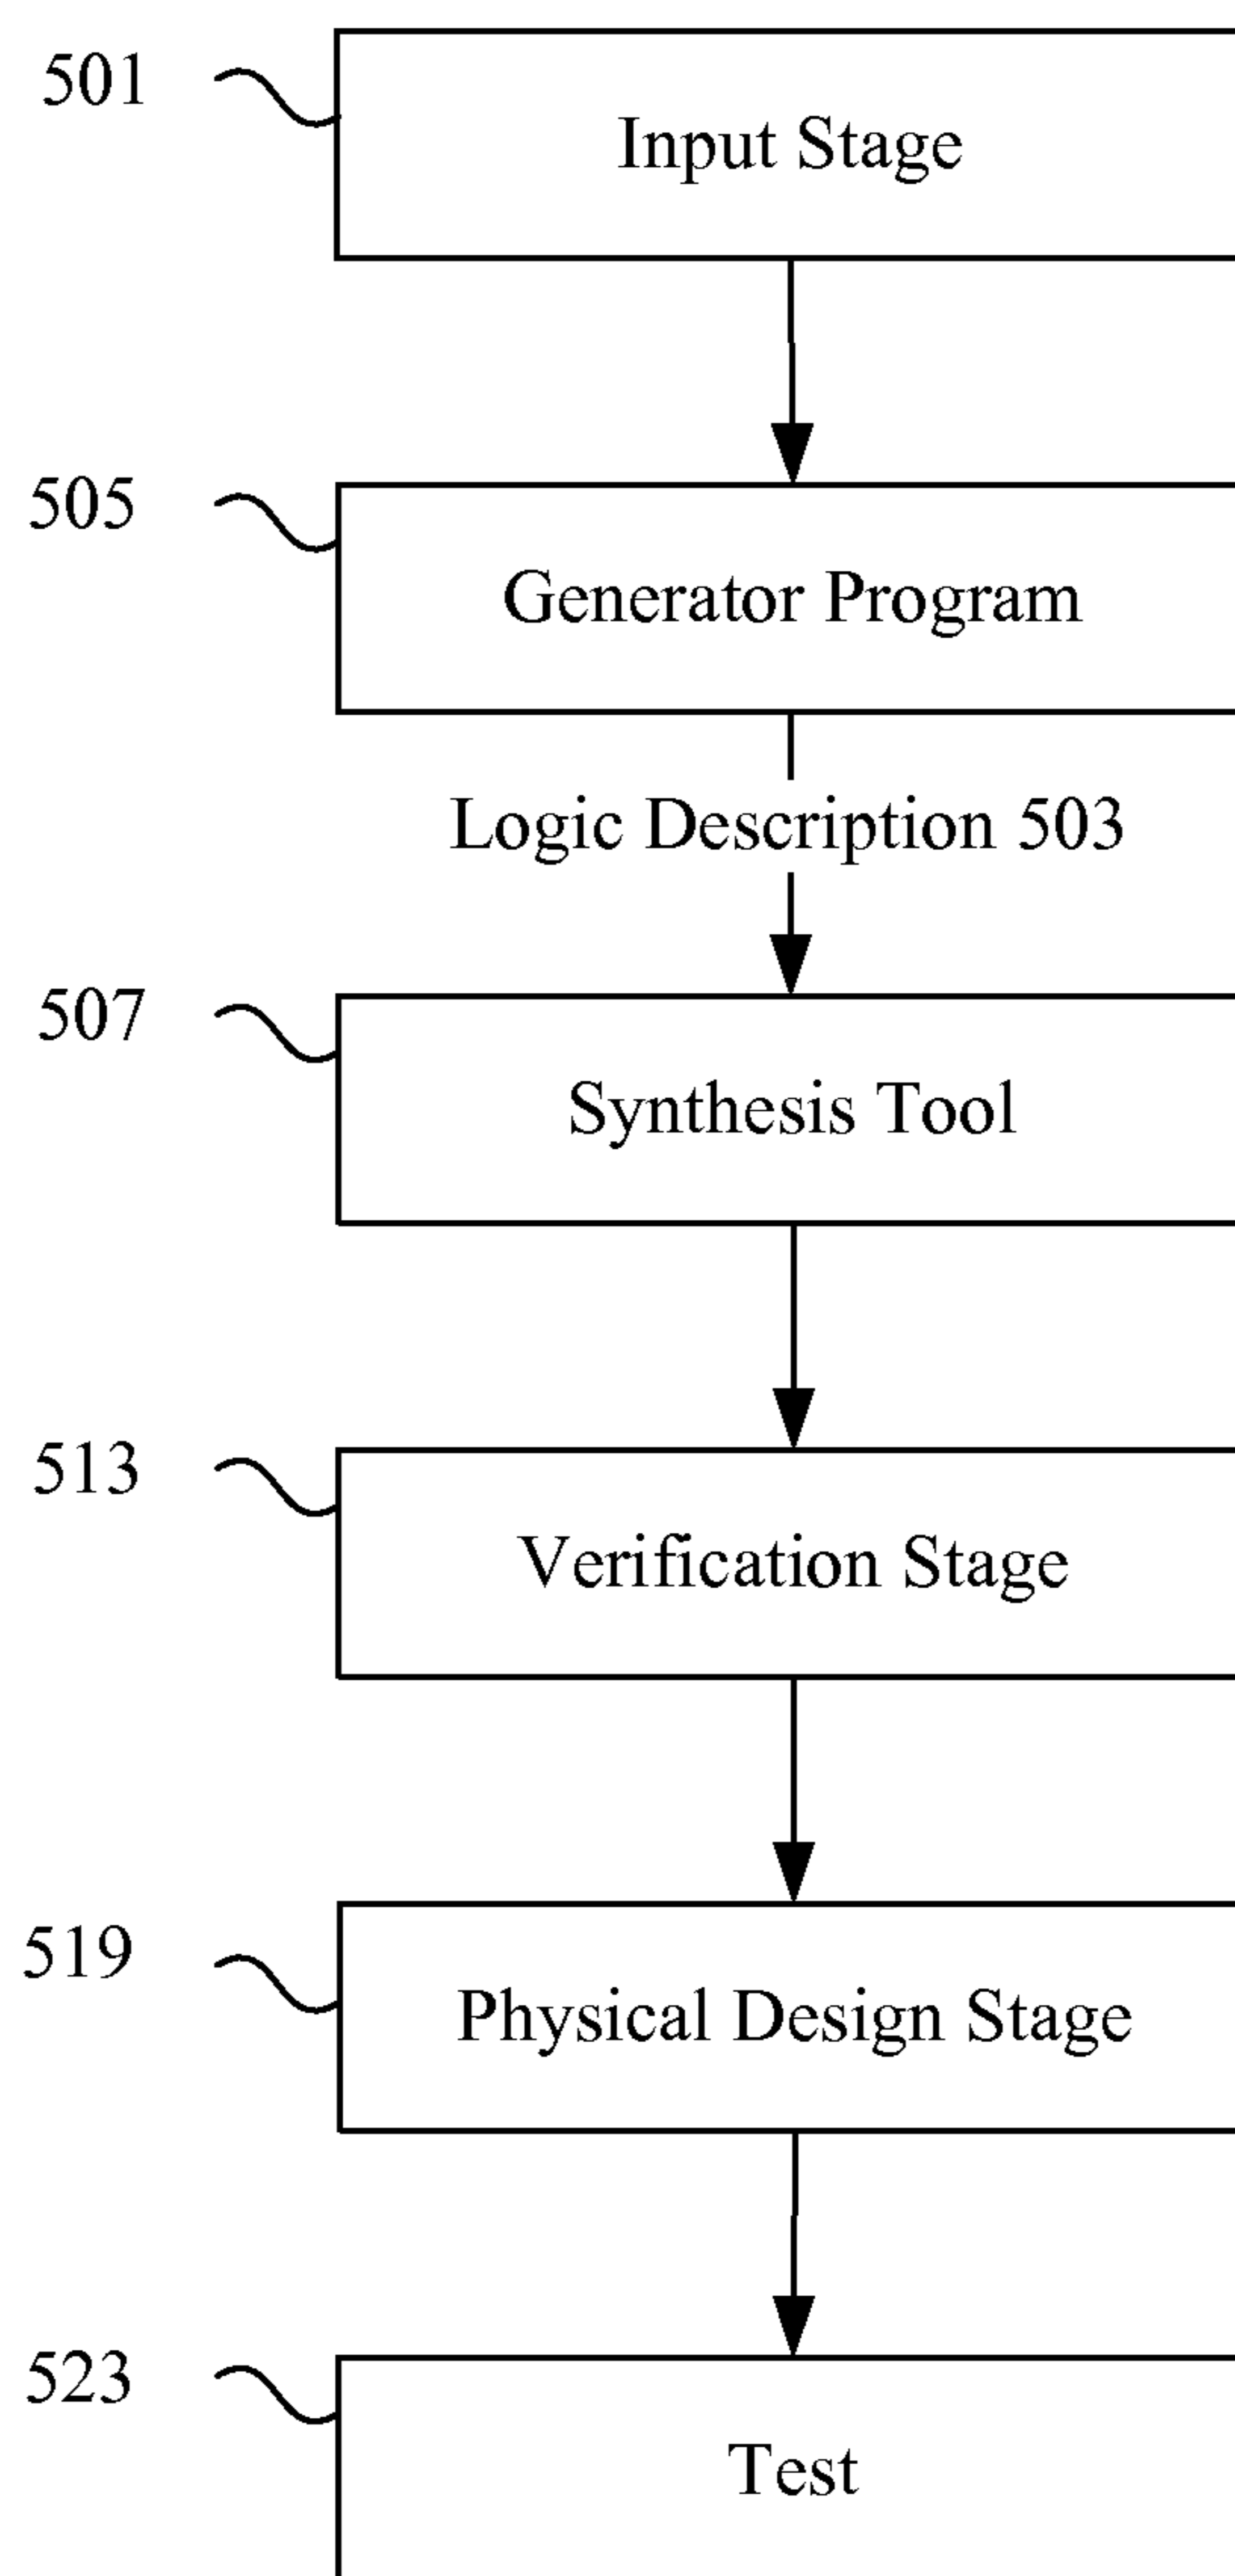 501
Input Stage
505
Generator Program
Logic Description 503
507
Synthesis Tool
513
Verification Stage
519
Physical Design Stage
523
Test